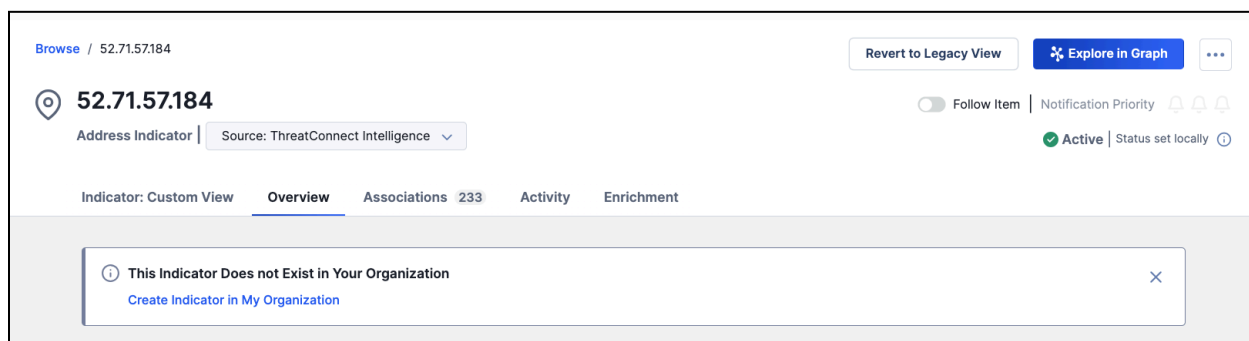 Browse / 52.71.57.184
Revert to Legacy View
Explore in Graph
52.71.57.184
Follow Item | Notification Priority
Address Indicator | Source: ThreatConnect Intelligence
Active | Status set locally
Indicator: Custom View
Overview
Associations 233
Activity
Enrichment
This Indicator Does not Exist in Your Organization
Create Indicator in My Organization